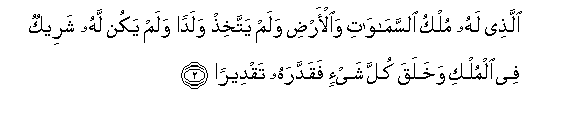 ٱلَّذِى لَهُۥ مُلْكُ ٱلسَّمَـٰوَٰتِ وَٱلْأَرْضِ وَلَمْ يَتَّخِذْ وَلَدًا وَلَمْ يَكُن لَّهُۥ شَرِيكٌ
فِى ٱلْمُلْكِ وَخَلَقَ كُلَّ شَىْءٍ فَقَدَّرَهُۥ تَقْدِيرًا ۝٢